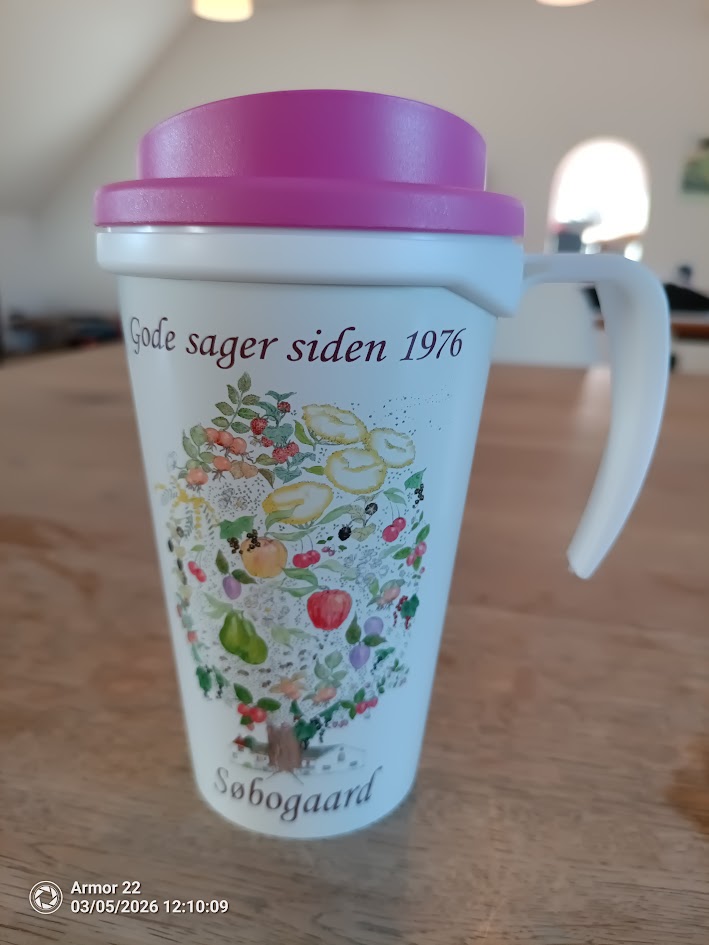 Gode sager siden 1976
Søbogaard
Armor 22
03/05/2026 12:10:09